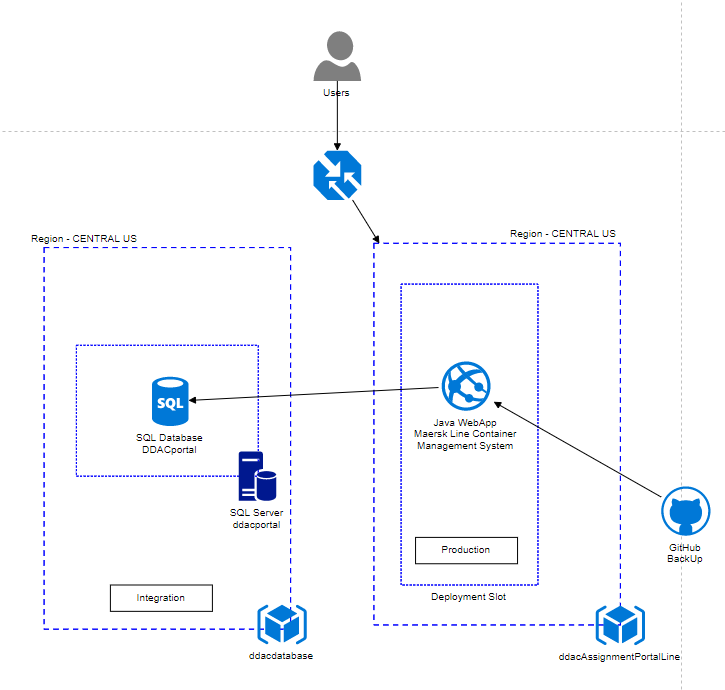 Users
Region - CENTRAL US
Region - CENTRAL US
SQL
SQL Database
DDACportal
Java WebApp
Maersk Line Container
Management System
SQL Server
ddacportal
GitHub
BackUp
Production
Integration
Deployment Slot
ddacdatabase
ddacAssignmentPortalLine